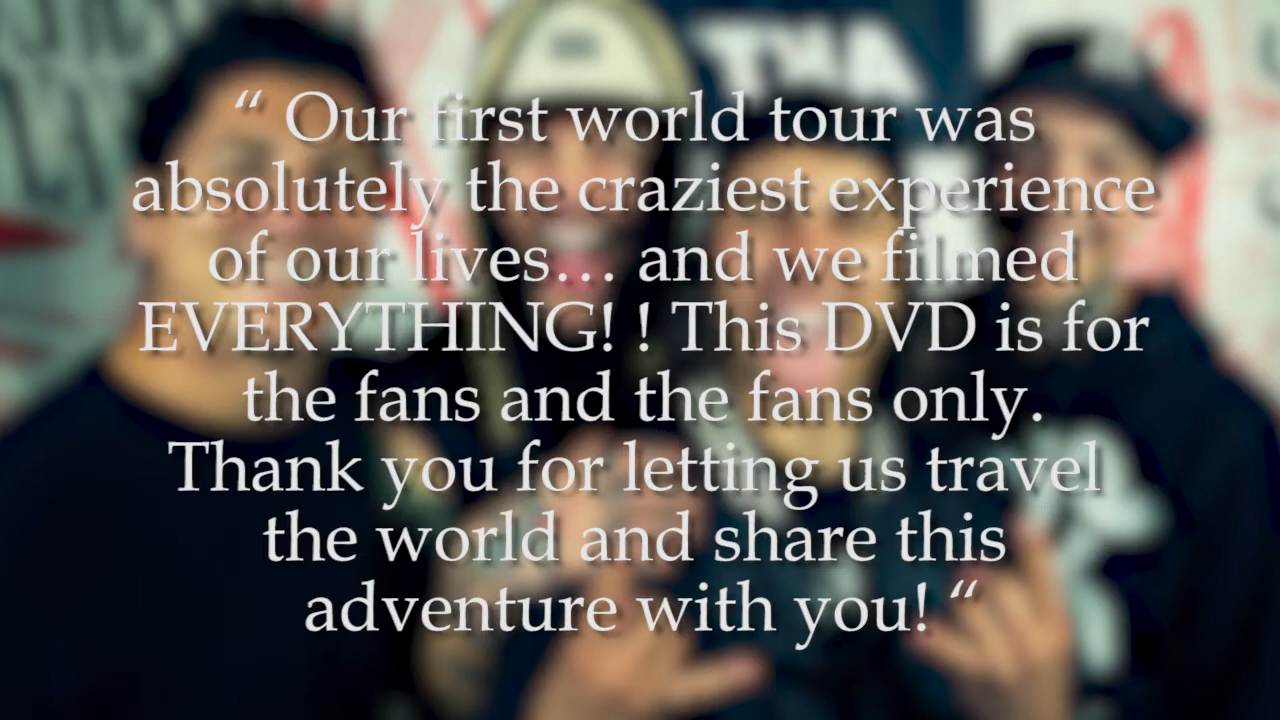 “ Our first world tour was
absolutely the craziest experience
of our lives… and we filmed
EVERYTHING! ! This DVD is for
the fans and the fans only.
Thank you for letting us travel
the world and share this
adventure with you! “